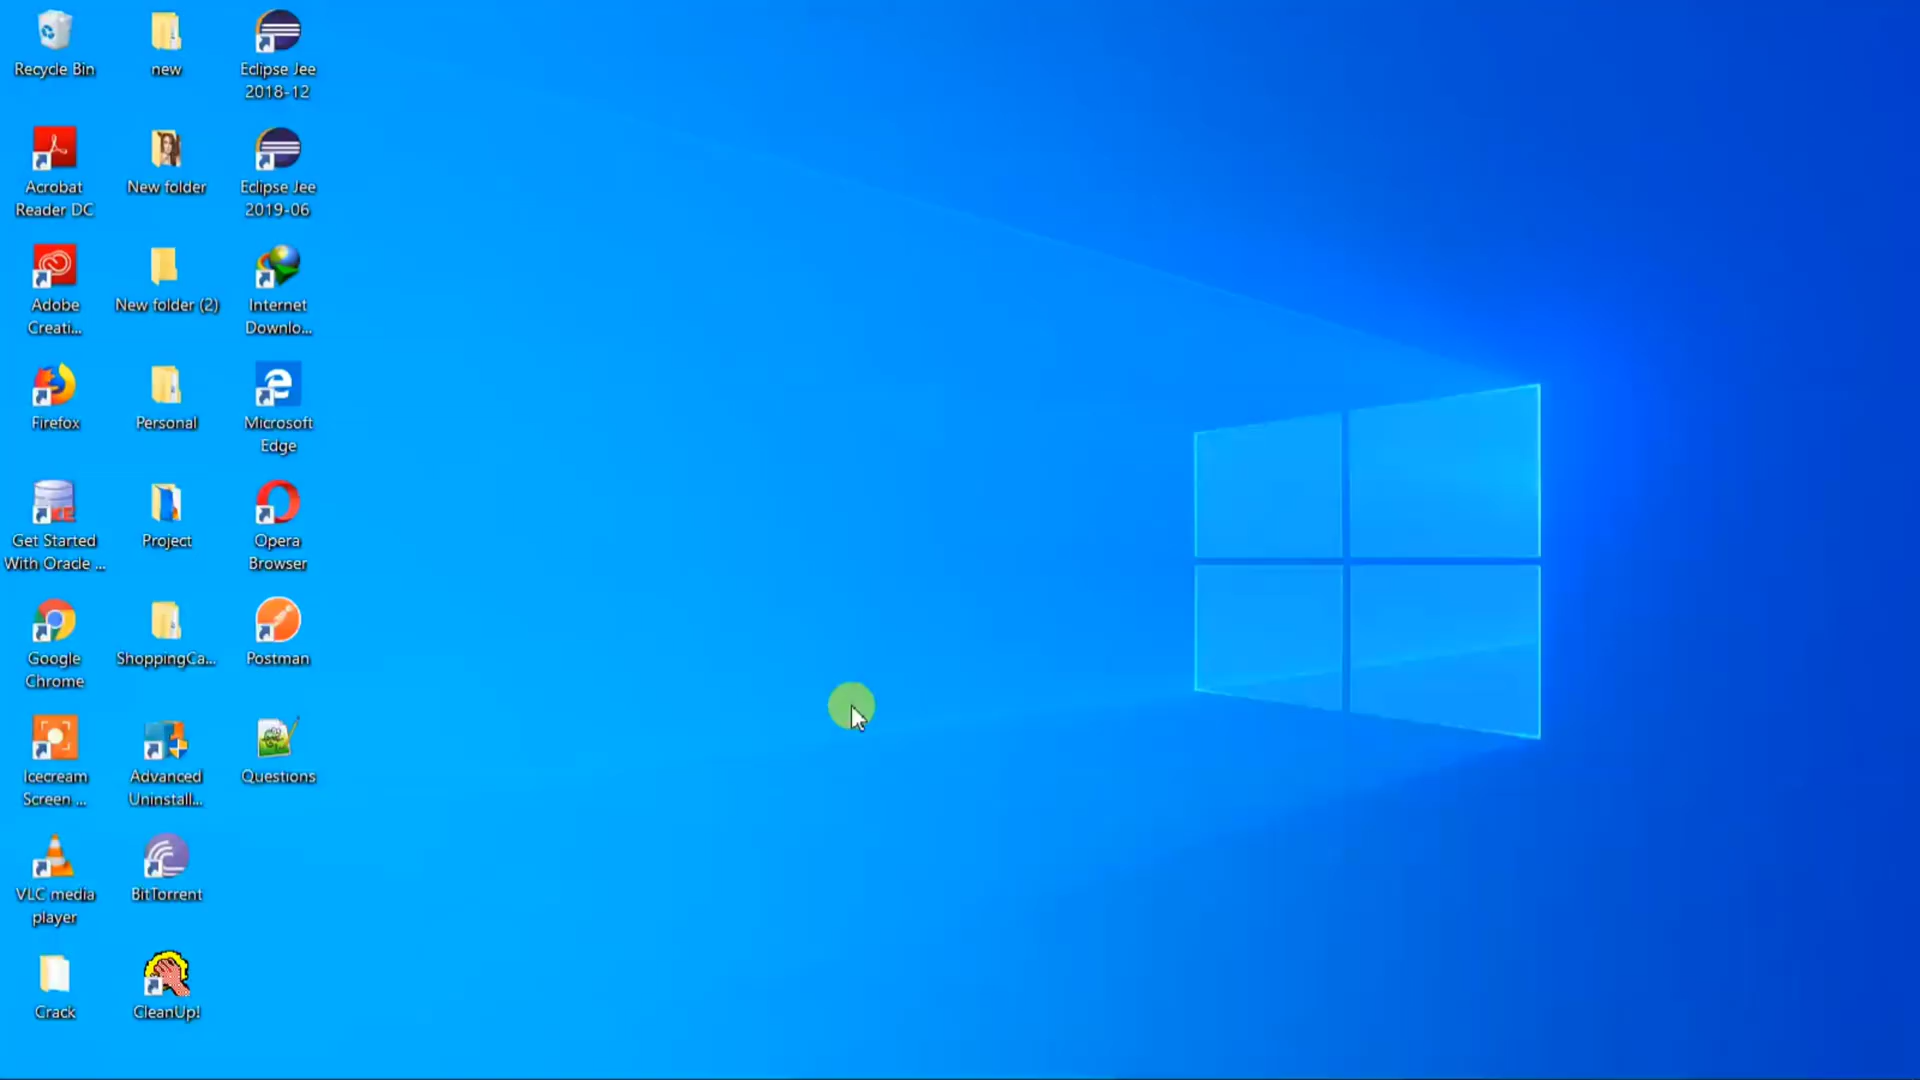 Recycle Bin
new
Eclipse Jee
2018-12
Acrobat
Reader DC
New folder
Eclipse Jee
2019-06
Adobe
Creati...
New folder (2)
Internet
Downlo...
Firefox
Personal
Microsoft
Edge
Get Started
With Oracle ...
Project
Opera
Browser
Google
Chrome
ShoppingCa...
Postman
Icecream
Screen ...
Advanced
Uninstall...
Questions
VLC media
player
BitTorrent
Crack
CleanUp!